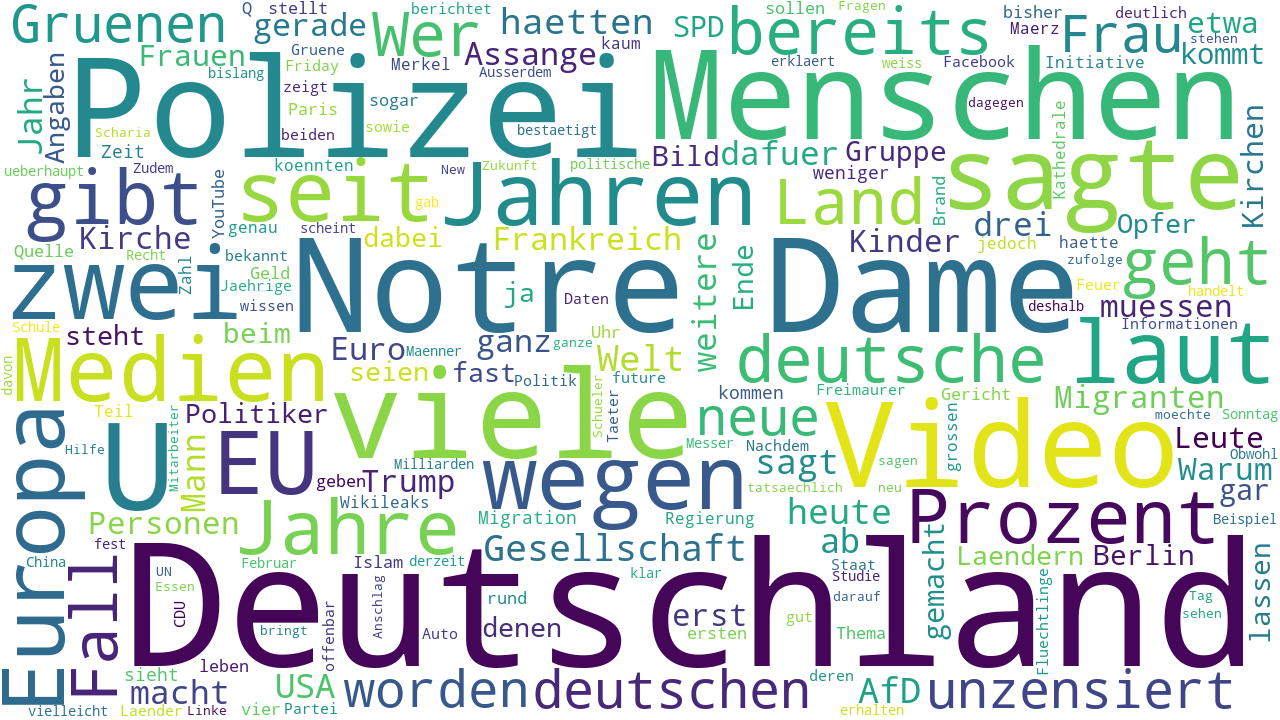 Gruenen
Q
stellt
gerade
berichtet
Wer
haetten
SPD
sollen
Fragen
bereits
bisher
Maerz
deutlich
Frau
stehen
etwa
kommt
Frauen
bislang
Gruene
Friday
zeigt
Merkel
Assange
Ausserdem
kaum
erklaert
weiss
Facebook
Initiative
Jahr
Angaben
Polizei
Menschen
Paris
sogar
sowie
beiden
bestaetigt
dagegen
Scharia
Zeit
ueberhaupt
Zudem
koennten
New
Zukunft
politische
Bild
dafuer
Gruppe
weniger
sagte
Kathedrale
Kirchen
gibt
YouTube
seit
gab
Jahren
Land
Brand
drei
Opfer
Kirche
genau
scheint
dabei
Frankreich
Kinder
jedoch
haette
zufolge
geht
Quelle
Recht
Zahl
bekannt
Geld
Jaehrige
wissen
zwei
Notre Dame
ja
Daten
weitere
Ende
deshalb
Feuer
handelt
muessen
Informationen
Schule
steht
beim
Uhr
ganze
ganz
Euro
Maenner
Welt
deutsche
laut
davon
Medien
seien
fast
Politik
future
kommen
Freimaurer
Gericht
Migranten
moechte
Sonntag
Teil
Politiker
viele
Schueler
Taeter
neue
Messer
Nachdem
Video
grossen
Leute
Obwohl
Europa
Hilfe
U
Mitarbeiter
Mann
EU
geben
Trump
Milliarden
wegen
sagt
sagen
tatsaechlich
neu
Warum
gar
Beispiel
Wikileaks
Personen
Jahre
Migration
Regierung
heute
Prozent
fest
China
Fall
UN
Essen
CDU
Februar
Islam
derzeit
Gesellschaft
klar
ab
Staat
Studie
gemacht
Laendern
Berlin
lassen
Deutschland
bringt
offenbar
Anschlag
Auto
rund
denen
erst
ersten
gut
darauf
Thema
Fluechtlinge
Tag
sehen
leben
sieht
macht
USA
worden
deutschen
deren
AfD
unzensiert
vielleicht
Laender
Linke
vier
Partei
erhalten